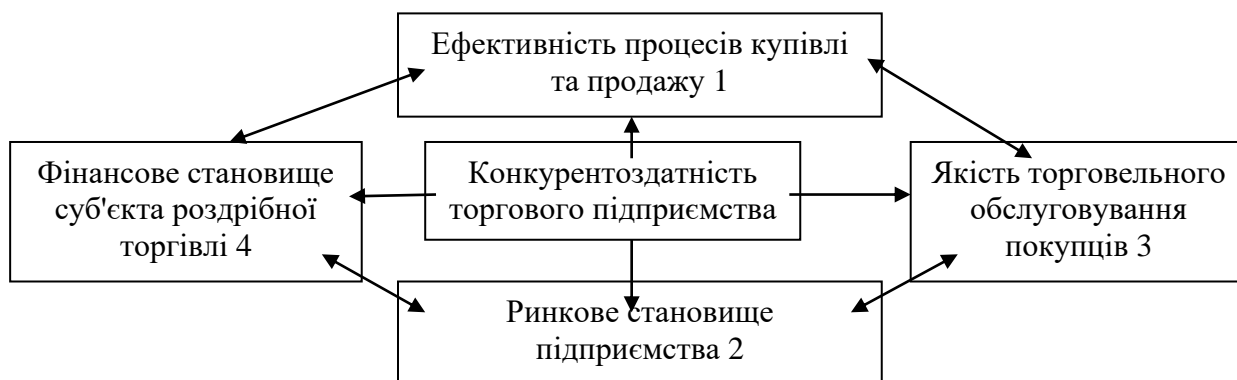 Ефективність процесів купівлі
та продажу 1
Фінансове становище
суб'єкта роздрібної
торгівлі 4
Конкурентоздатність
торгового підприємства
Якість торговельного
обслуговування
покупців 3
Ринкове становище
підприємства 2